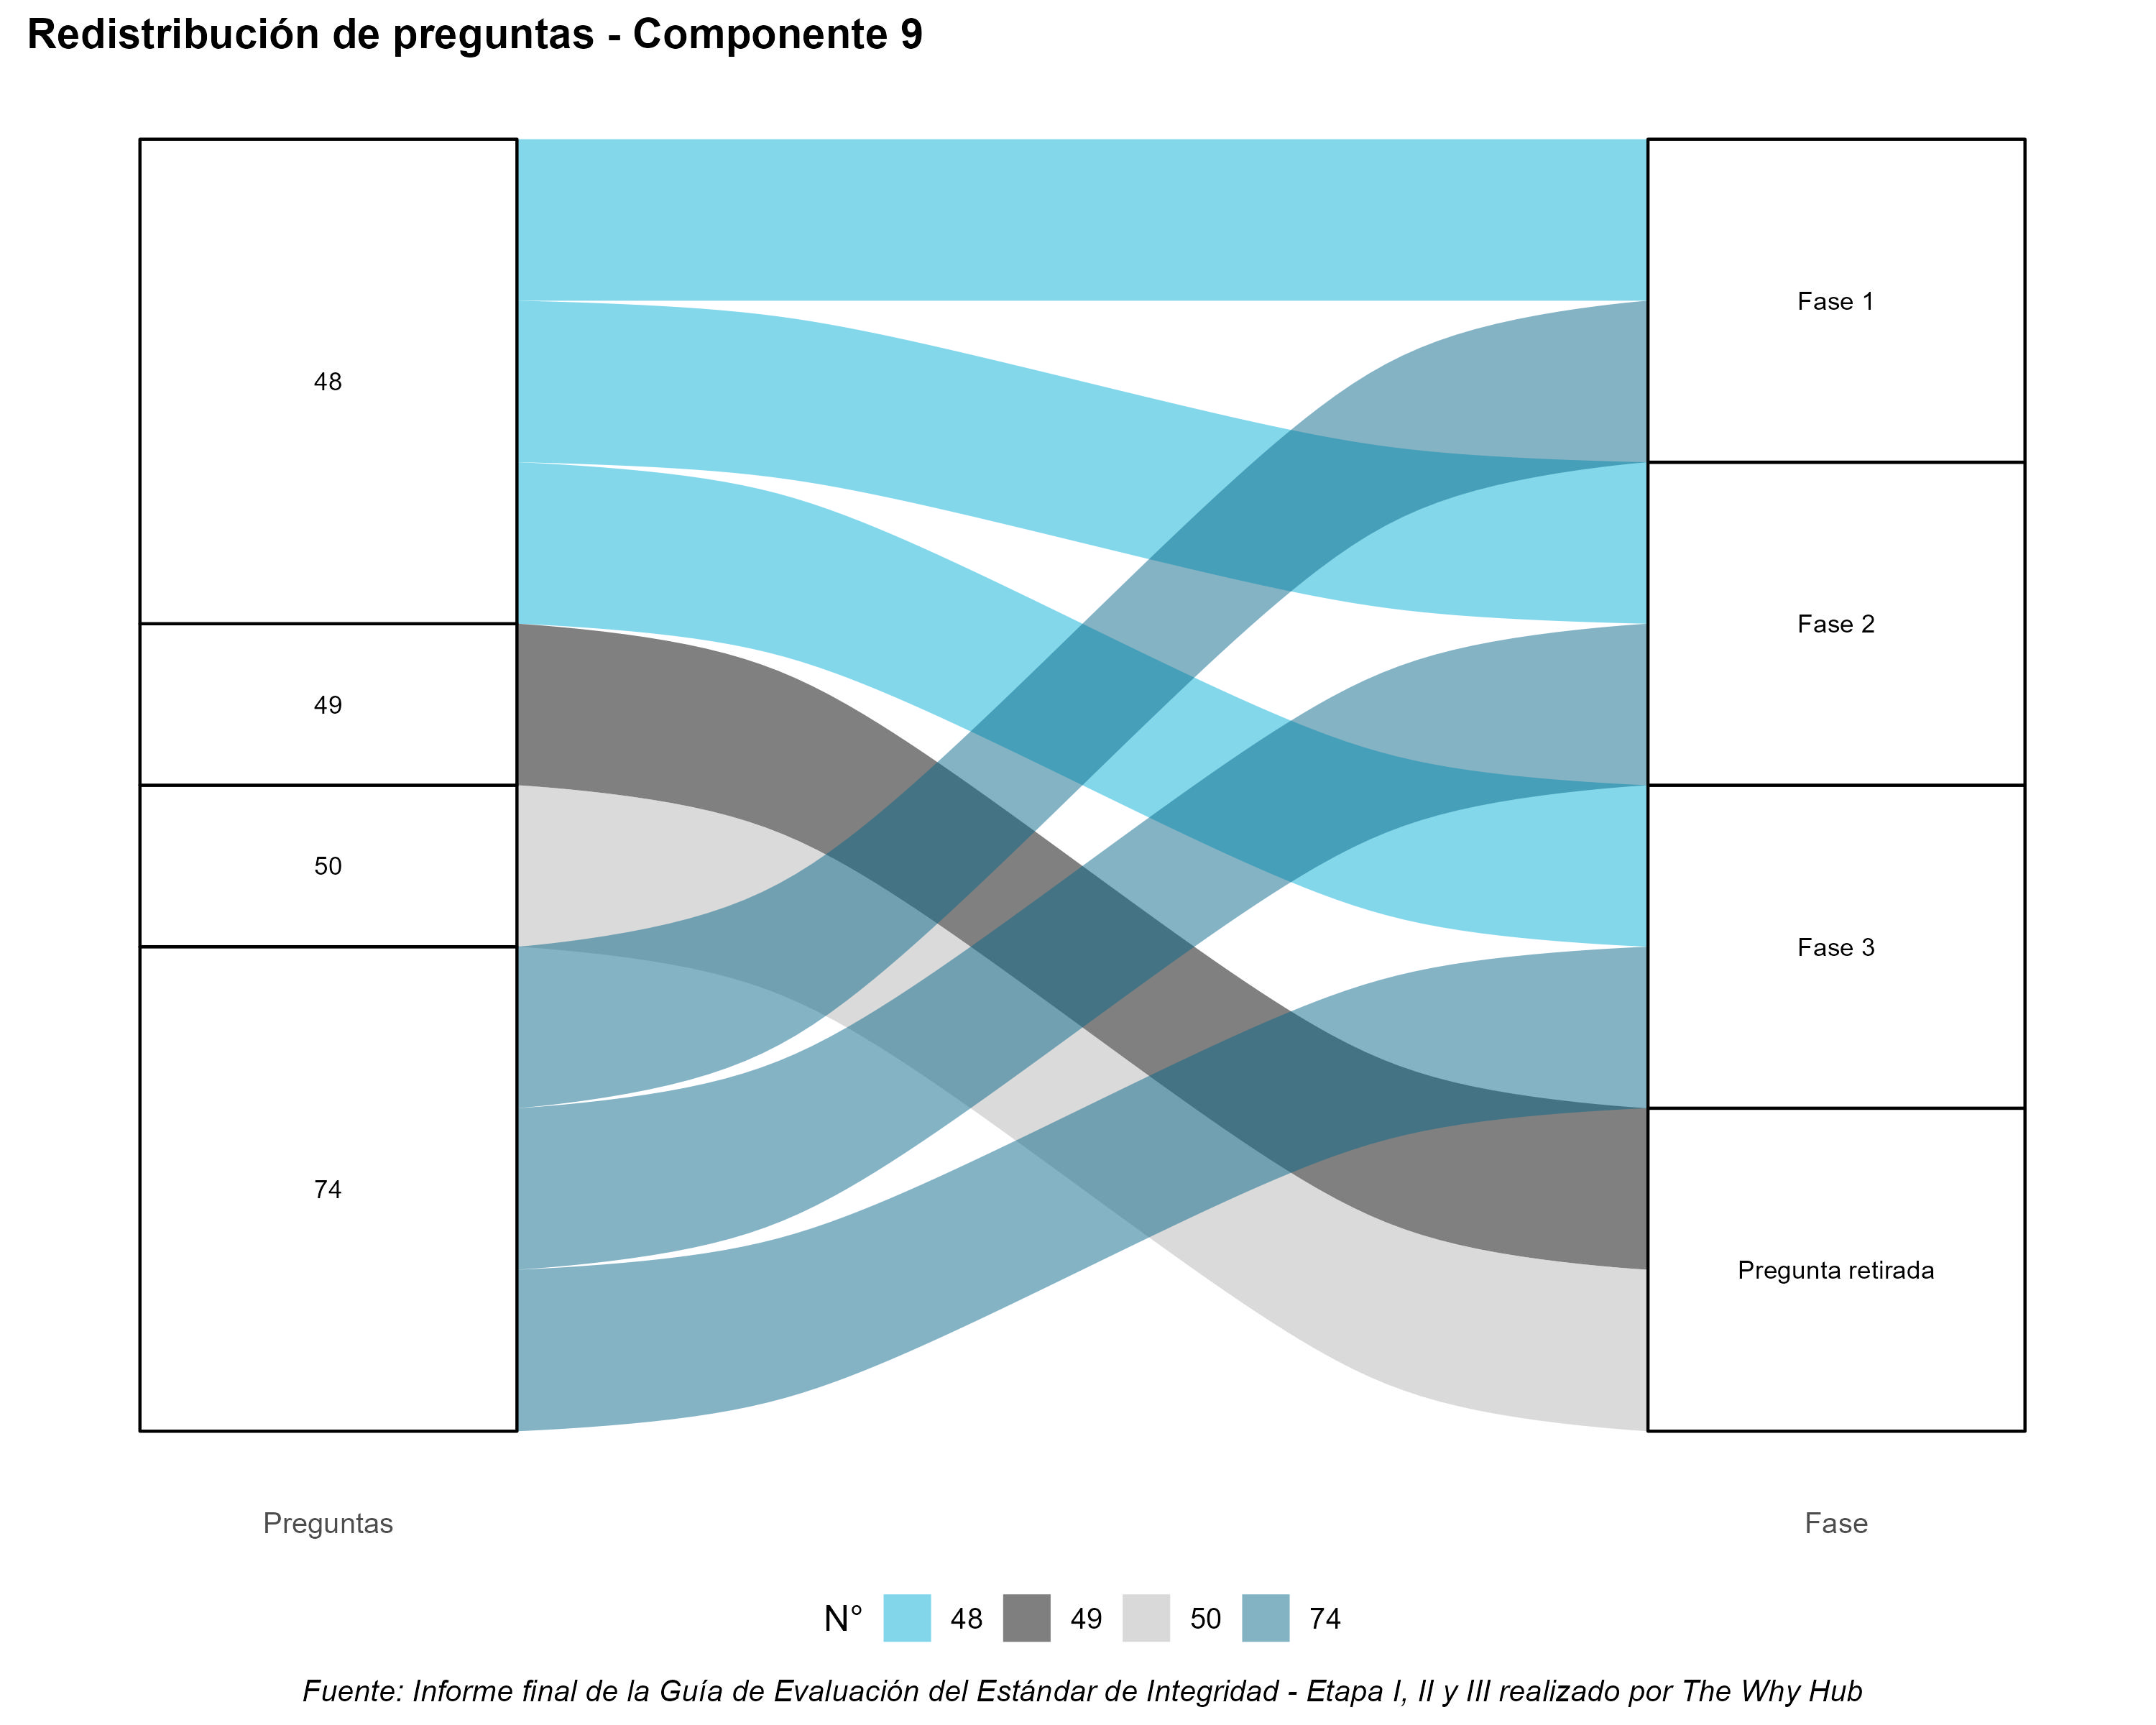 Redistribución de preguntas - Componente 9
48
49
50
74
Fase 1
Fase 2
Fase 3
Pregunta retirada
Preguntas
Fase
N° 48 49 50 74
Fuente: Informe final de la Guía de Evaluación del Estándar de Integridad - Etapa I, II y III realizado por The Why Hub